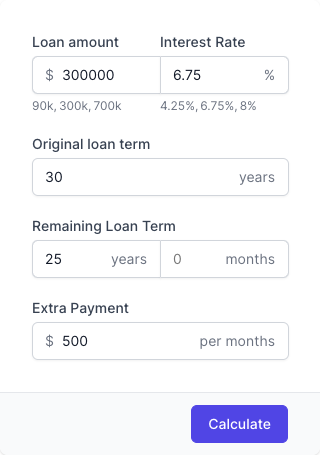 Loan amount Interest Rate
$ 300000 6.75 %
90k, 300k, 700k 4.25%, 6.75%, 8%
Original loan term
30 years
Remaining Loan Term
25 years 0 months
Extra Payment
$ 500 per months
Calculate